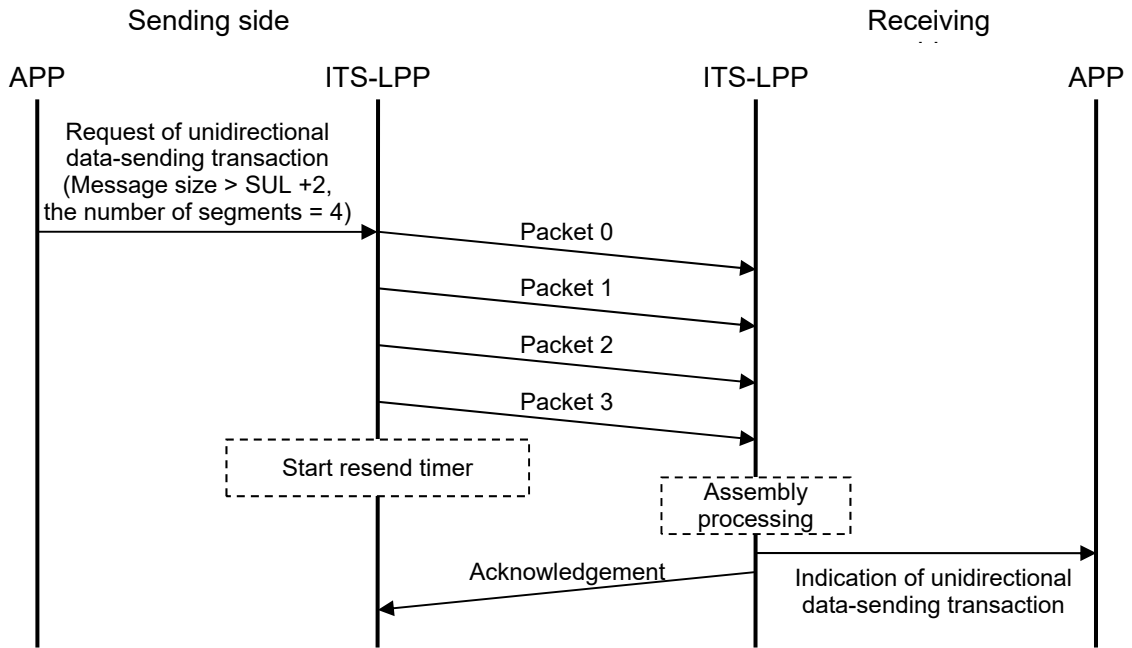 Sending side
Receiving
APP
ITS-LPP
ITS-LPP
APP
Request of unidirectional
data-sending transaction
(Message size > SUL +2,
the number of segments = 4)
Packet 0
Packet 1
Packet 2
Packet 3
Start resend timer
Assembly
processing
Acknowledgement
Indication of unidirectional
data-sending transaction